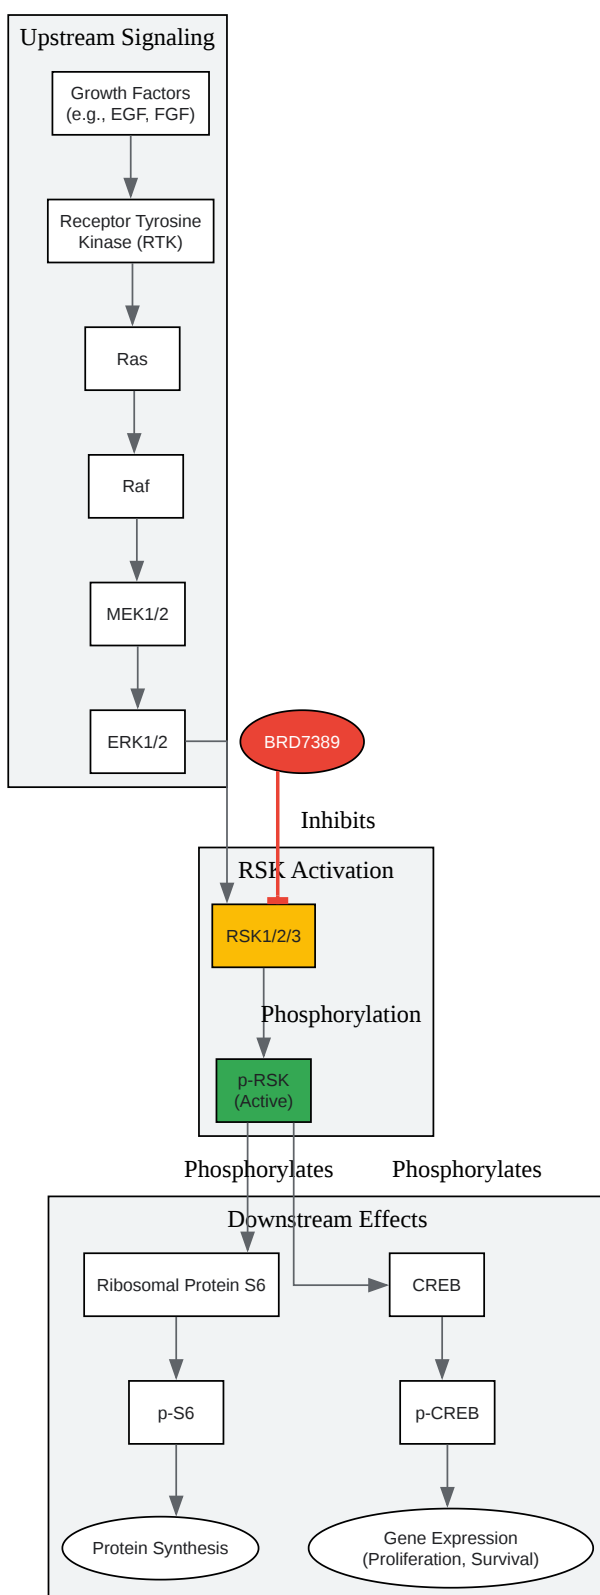 Upstream Signaling
Growth Factors
(e.g., EGF, FGF)
Receptor Tyrosine
Kinase (RTK)
Ras
Raf
MEK1/2
ERK1/2
BRD7389
Inhibits
RSK Activation
RSK1/2/3
Phosphorylation
p-RSK
(Active)
Phosphorylates
Phosphorylates
Downstream Effects
Ribosomal Protein S6
CREB
p-S6
p-CREB
Protein Synthesis
Gene Expression
(Proliferation, Survival)